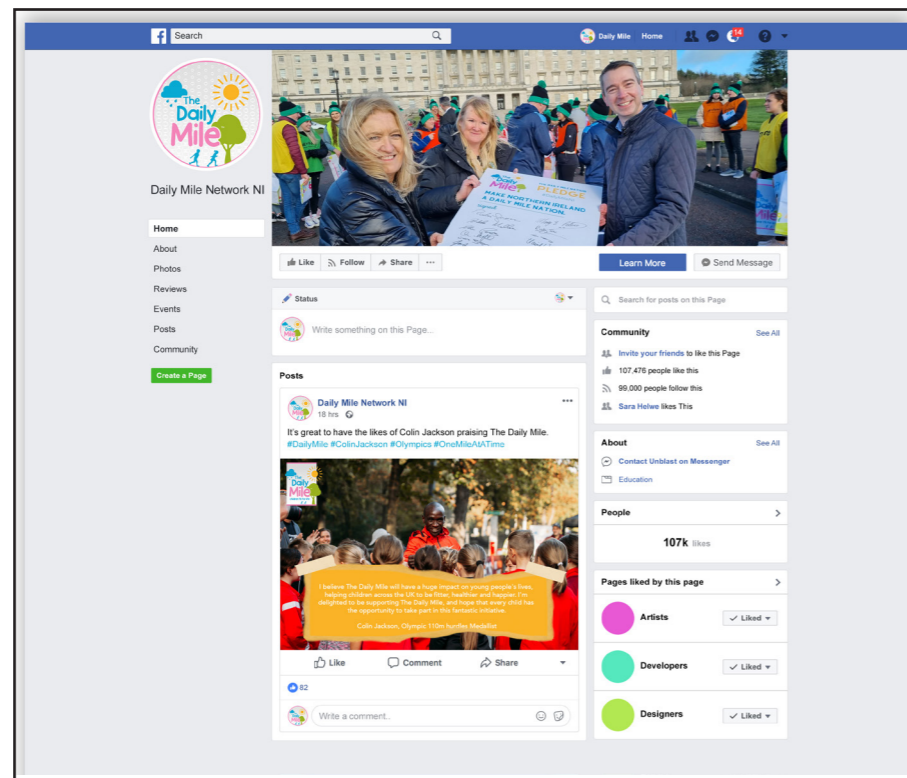 Search
Daily Mile
Home
14
The
Daily
Mile
Daily Mile Network NI
Home
About
Photos
Reviews
Events
Posts
Community
Create a Page
The
Daily
Mile
PLEDGE
MAKE NORTHERN IRELAND
A DAILY MILE NATION.
Like
Follow
Share
Learn More
Send Message
Status
Write something on this Page...
Posts
Daily Mile Network NI
18 hrs
It's great to have the likes of Colin Jackson praising The Daily Mile.
#DailyMile #ColinJackson #Olympics #OneMileAtATime
The
Daily
Mile
I believe The Daily Mile will have a huge impact on young people's lives,
helping children across the UK to be fitter, healthier and happier. I'm
delighted to be supporting The Daily Mile, and hope that every child has
the opportunity to take part in this fantastic initiative.
Colin Jackson, Olympic 110m hurdles Medallist
Like
Comment
Share
82
Write a comment..
Search for posts on this Page
Community
See All
Invite your friends to like this Page
107,476 people like this
99,000 people follow this
Sara Helwe likes This
About
See All
Contact Unblast on Messenger
Education
People
107k likes
Pages liked by this page
Artists
Liked
Developers
Liked
Designers
Liked